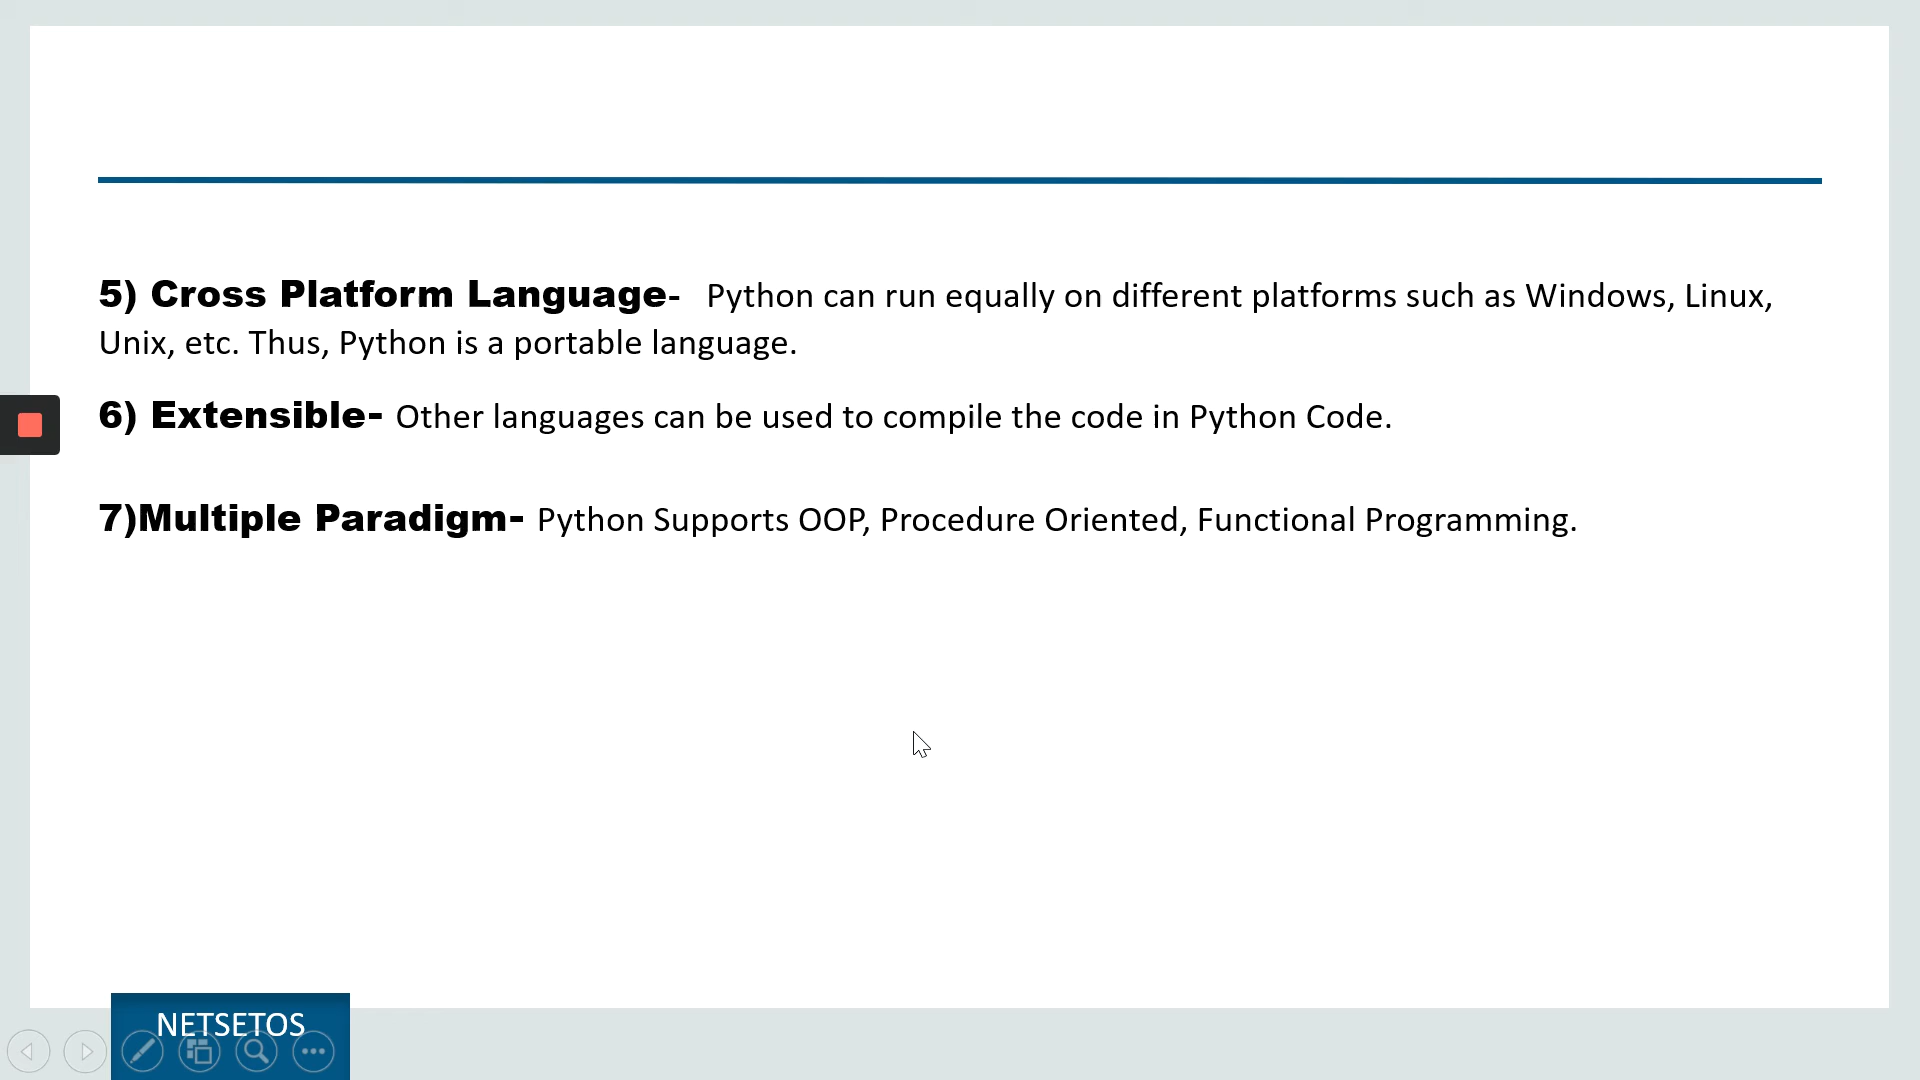 5) Cross Platform Language- Python can run equally on different platforms such as Windows, Linux,
Unix, etc. Thus, Python is a portable language.
6) Extensible- Other languages can be used to compile the code in Python Code.
7)Multiple Paradigm- Python Supports OOP, Procedure Oriented, Functional Programming.
NETSETOS